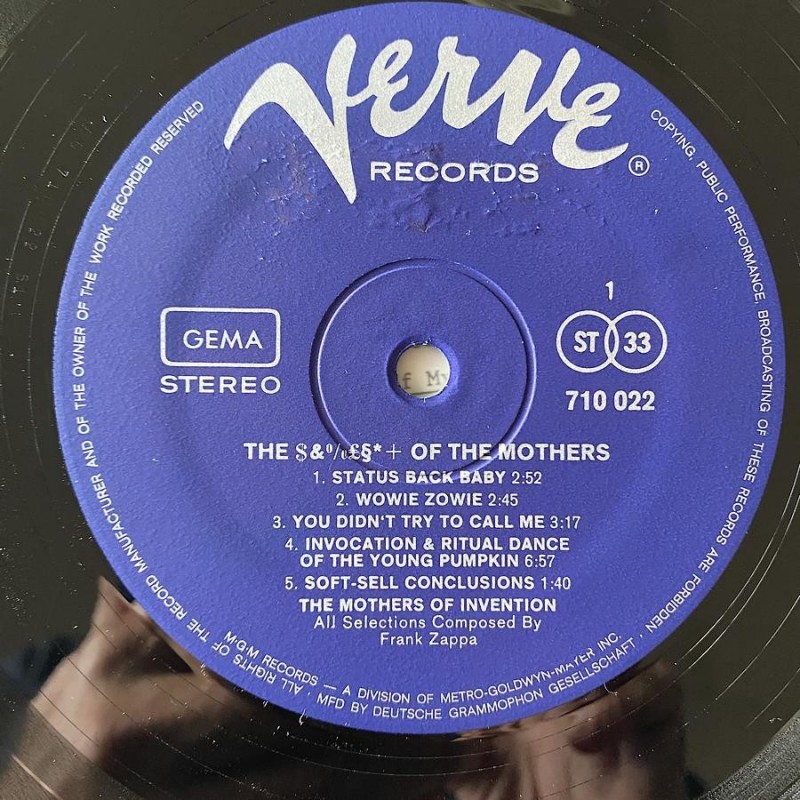 Verve
RECORDS ®
ALL RIGHTS OF THE RECORD MANUFACTURER AND OF THE OWNER OF THE WORK RECORDED RESERVED
COPYING, PUBLIC PERFORMANCE, BROADCASTING OF THESE RECORDS ARE FORBIDDEN
GEMA
STEREO
1
ST 33
710 022
f My
THE $&%£§*+ OF THE MOTHERS
1. STATUS BACK BABY 2:52
2. WOWIE ZOWIE 2:45
3. YOU DIDN'T TRY TO CALL ME 3:17
4. INVOCATION & RITUAL DANCE
OF THE YOUNG PUMPKIN 6:57
5. SOFT-SELL CONCLUSIONS 1:40
THE MOTHERS OF INVENTION
All Selections Composed By
Frank Zappa
M.G.M. RECORDS — A DIVISION OF METRO-GOLDWYN-MAYER INC.
· MFD BY DEUTSCHE GRAMMOPHON GESELLSCHAFT ·